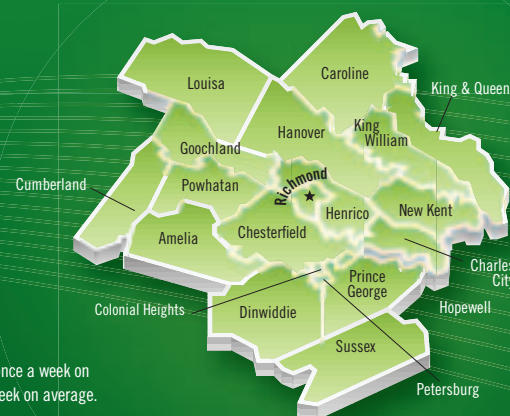 Caroline
Louisa
King & Queen
Hanover
King
William
Goochland
Richmond
Cumberland
Powhatan
Henrico
New Kent
Chesterfield
Amelia
Charles
City
Prince
George
Colonial Heights
Dinwiddie
Hopewell
Sussex
nce a week on
eek on average.
Petersburg